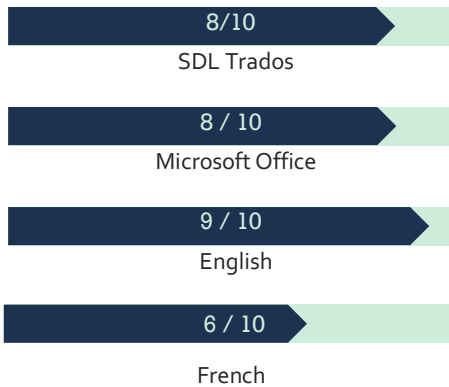 8/10
SDL Trados
8 / 10
Microsoft Office
9 / 10
English
6 / 10
French